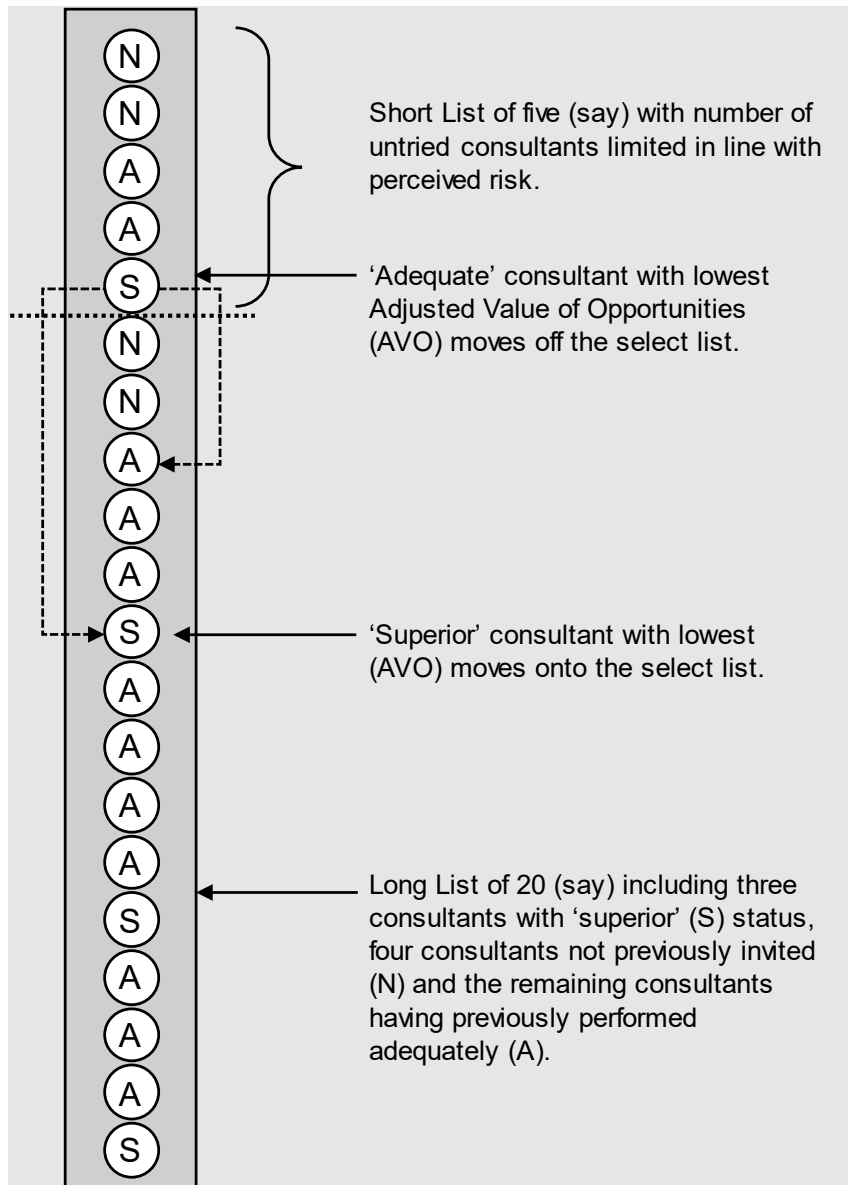 N
N
A
A
S
N
N
A
A
A
S
A
A
A
A
S
A
A
A
S
Short List of five (say) with number of
untried consultants limited in line with
perceived risk.
‘Adequate’ consultant with lowest
Adjusted Value of Opportunities
(AVO) moves off the select list.
‘Superior’ consultant with lowest
(AVO) moves onto the select list.
Long List of 20 (say) including three
consultants with ‘superior’ (S) status,
four consultants not previously invited
(N) and the remaining consultants
having previously performed
adequately (A).